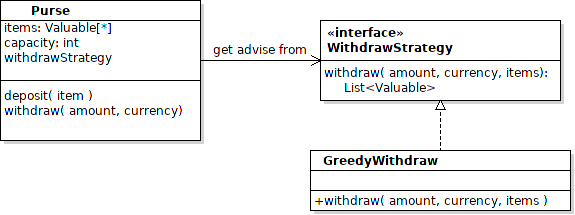 Purse
items: Valuable[*]
capacity: int
withdrawStrategy
deposit( item )
withdraw( amount, currency)
get advise from
«interface»
WithdrawStrategy
withdraw( amount, currency, items):
List<Valuable>
GreedyWithdraw
+withdraw( amount, currency, items )